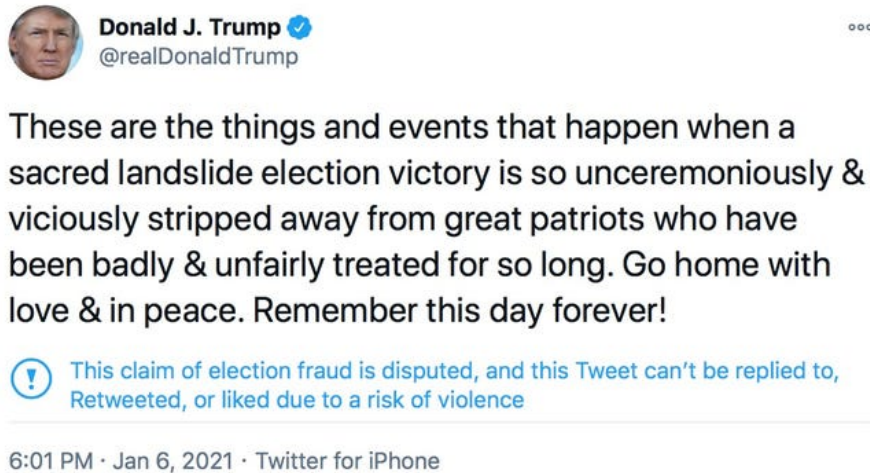 Donald J. Trump
@realDonaldTrump
These are the things and events that happen when a
sacred landslide election victory is so unceremoniously &
viciously stripped away from great patriots who have
been badly & unfairly treated for so long. Go home with
love & in peace. Remember this day forever!
This claim of election fraud is disputed, and this Tweet can’t be replied to,
Retweeted, or liked due to a risk of violence
6:01 PM · Jan 6, 2021 · Twitter for iPhone